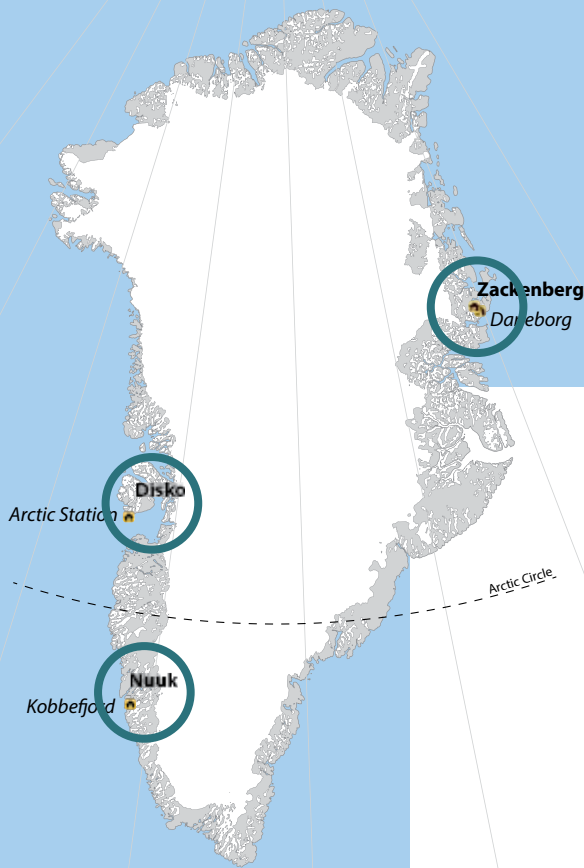 Zackenberg
Daneborg
Disko
Arctic Station
Arctic Circle
Nuuk
Kobbefjord